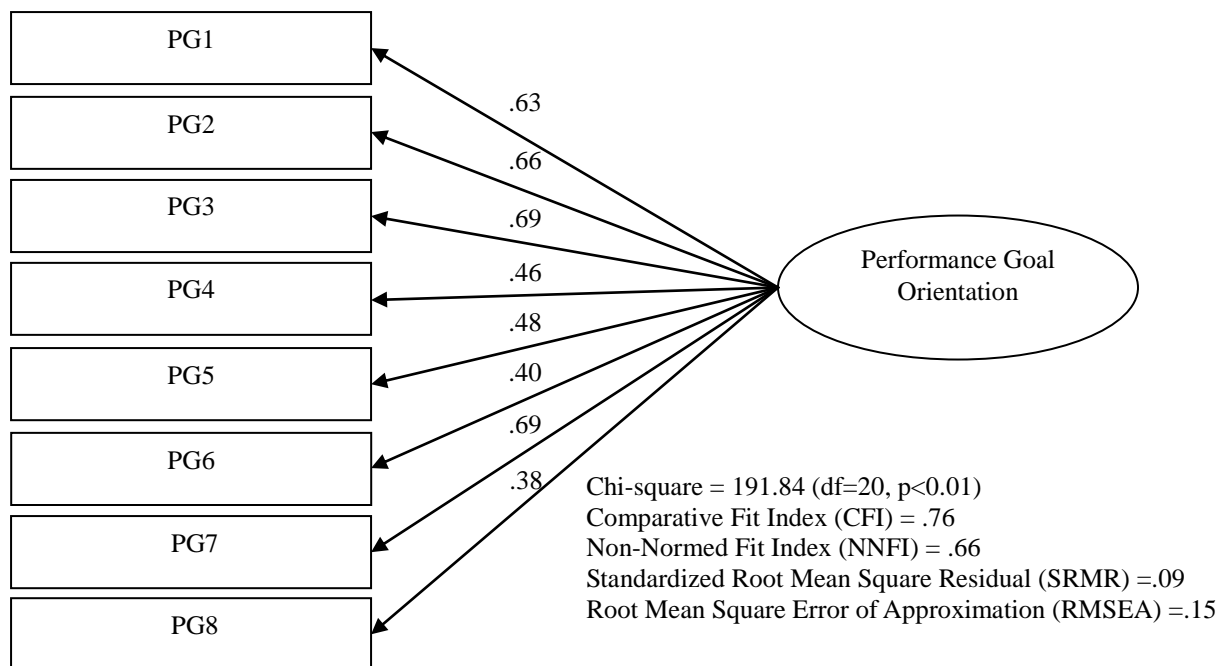 PG1
.63
PG2
.66
PG3
.69
PG4
.46
PG5
.48
PG6
.40
PG7
.69
PG8
.38
Performance Goal
Orientation
Chi-square = 191.84 (df=20, p<0.01)
Comparative Fit Index (CFI) = .76
Non-Normed Fit Index (NNFI) = .66
Standardized Root Mean Square Residual (SRMR) =.09
Root Mean Square Error of Approximation (RMSEA) =.15